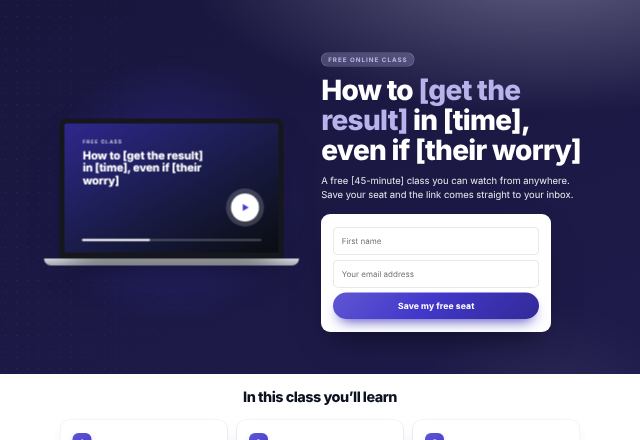 FREE CLASS
How to [get the result]
in [time], even if [their
worry]
FREE ONLINE CLASS
How to [get the
result] in [time],
even if [their worry]
A free [45-minute] class you can watch from anywhere.
Save your seat and the link comes straight to your inbox.
First name
Your email address
Save my free seat
In this class you’ll learn